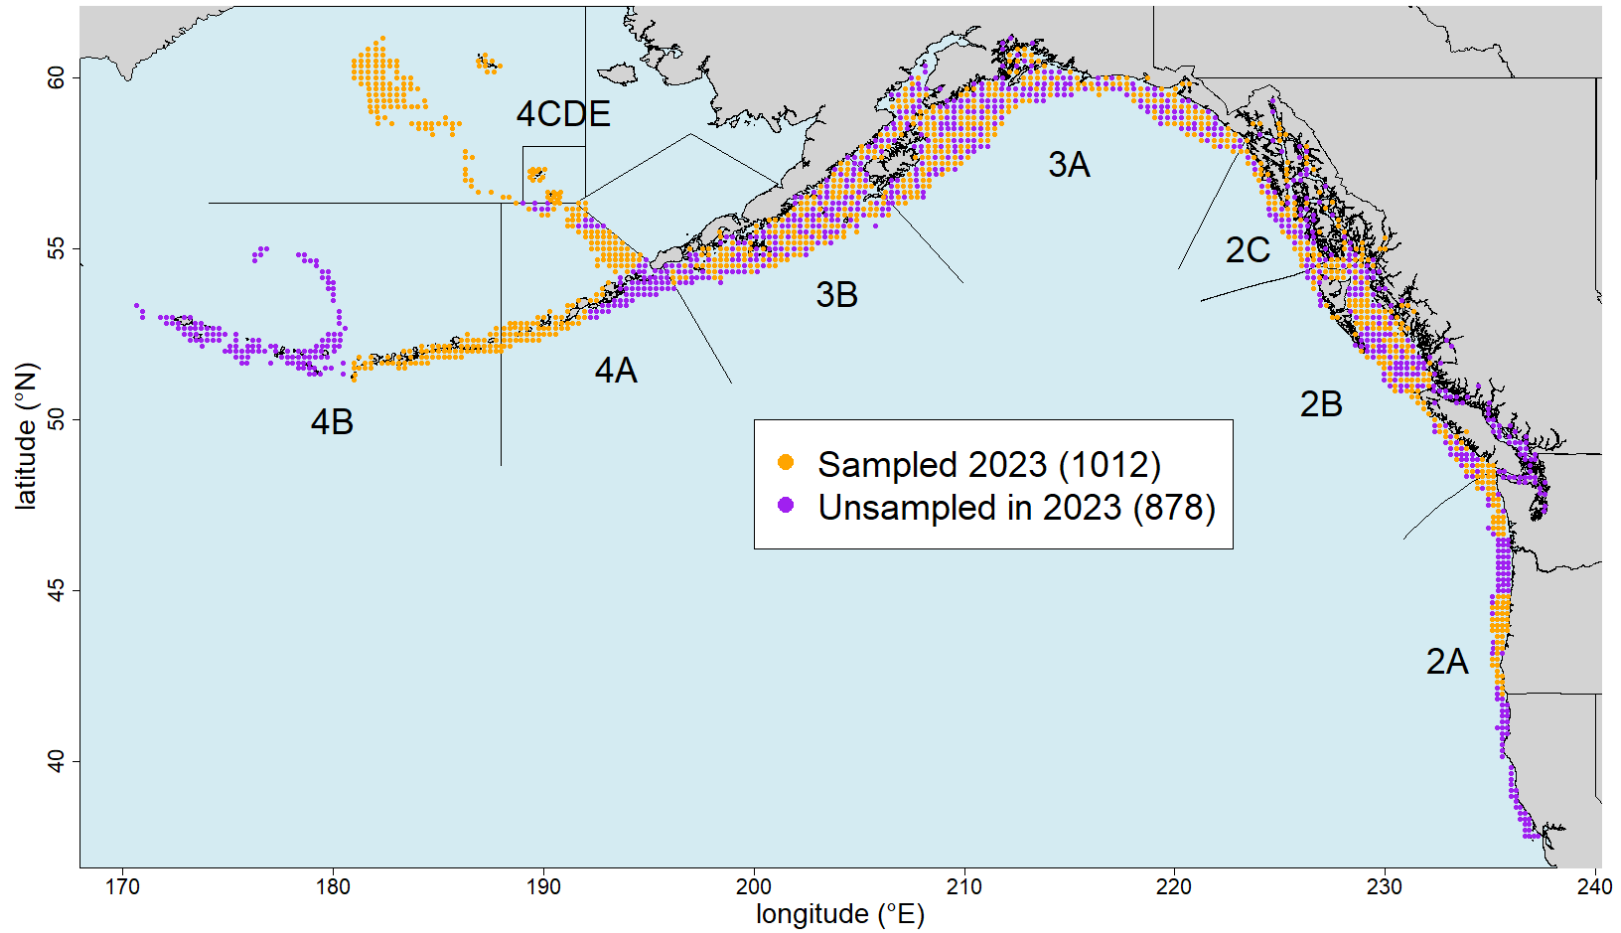 60
55
50
45
40
latitude (°N)
4CDE
3A
2C
3B
4A
2B
4B
Sampled 2023 (1012)
Unsampled in 2023 (878)
2A
170
180
190
200
210
220
230
240
longitude (°E)